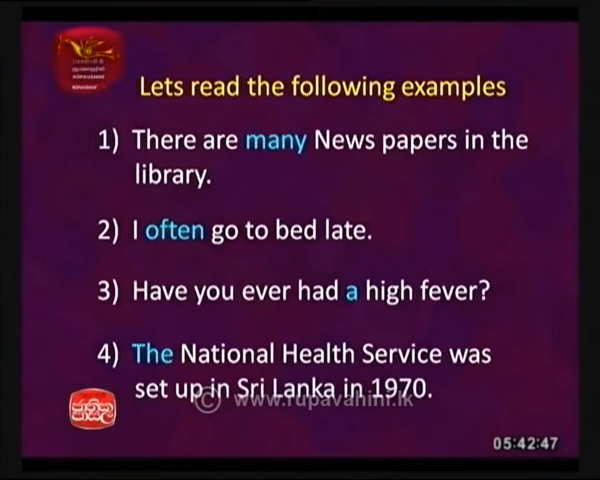 Lets read the following examples
1) There are many News papers in the
library.
2) I often go to bed late.
3) Have you ever had a high fever?
4) The National Health Service was
set up in Sri Lanka in 1970.
© www.rupavahini.lk
05:42:47